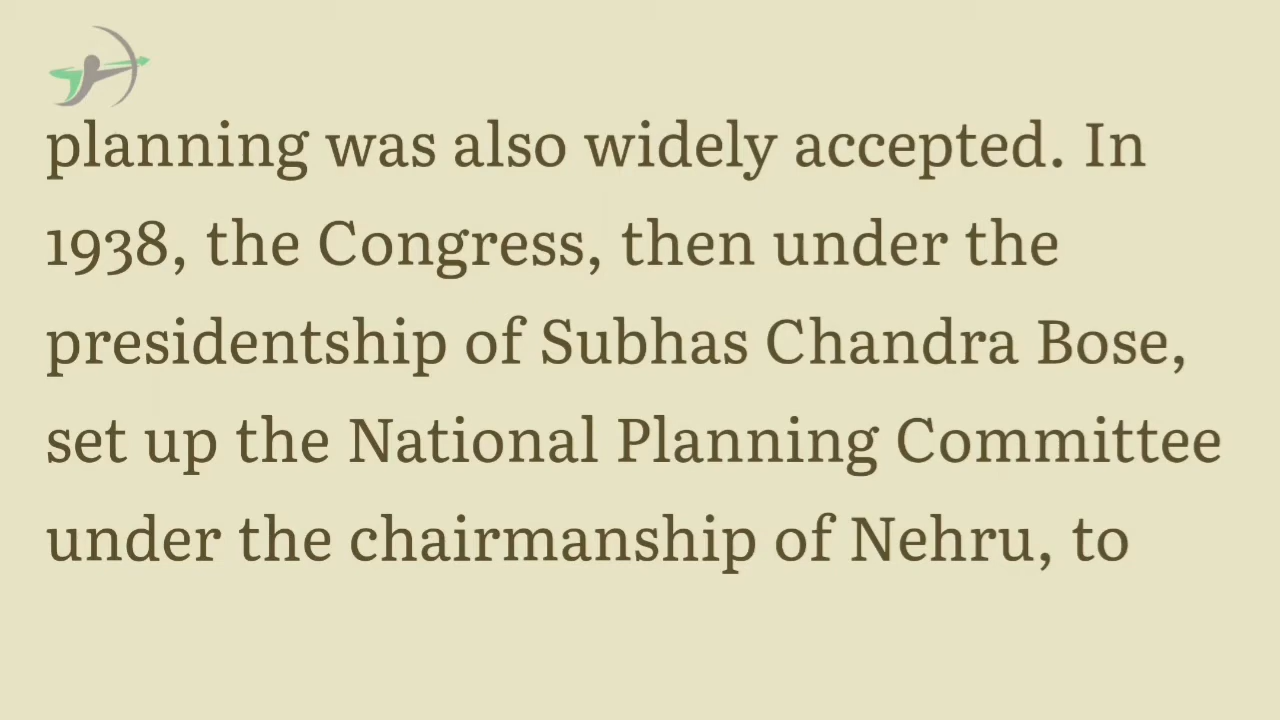 planning was also widely accepted. In
1938, the Congress, then under the
presidentship of Subhas Chandra Bose,
set up the National Planning Committee
under the chairmanship of Nehru, to